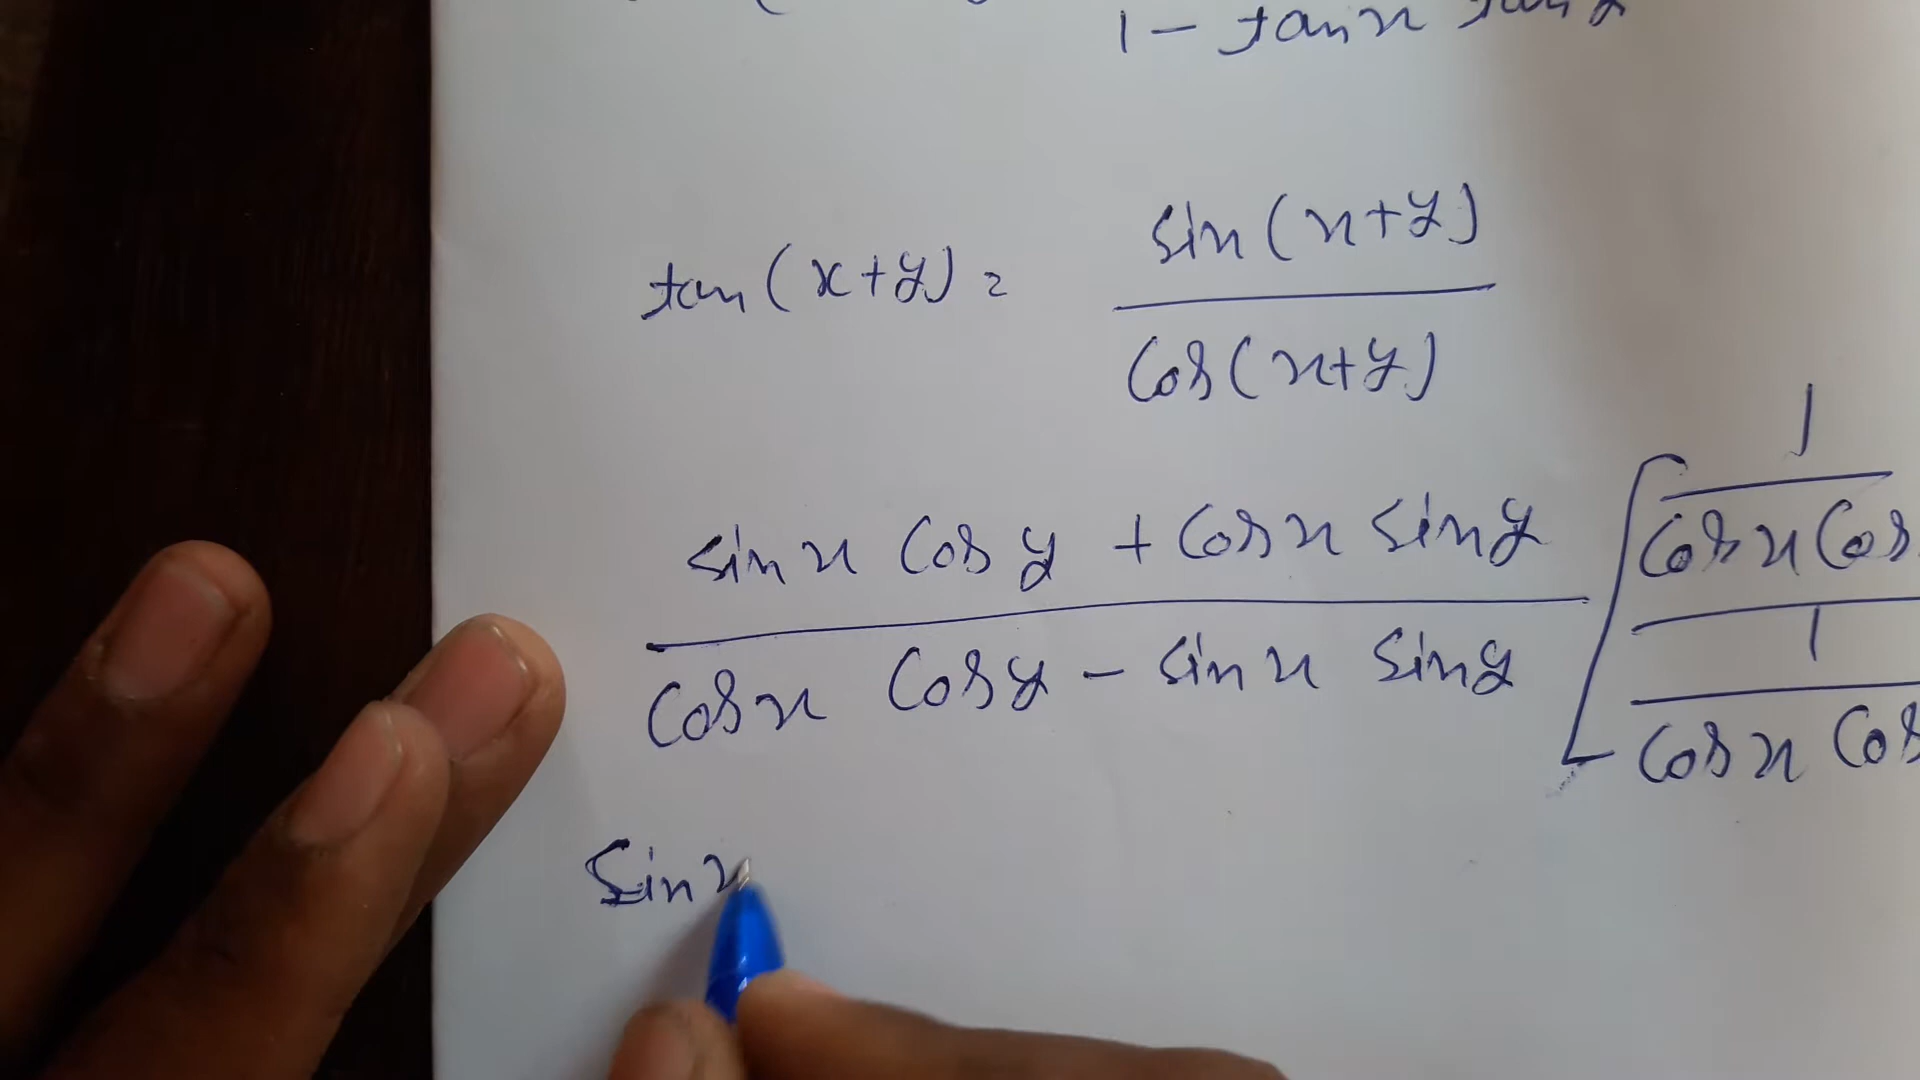 1 - tan x tan y
tan(x+y) = sin(x+y) / cos(x+y)
sin x cos y + cos x sin y / cos x cos y - sin x sin y [ 1 / cos x cos / 1 / cos x cos
sin x